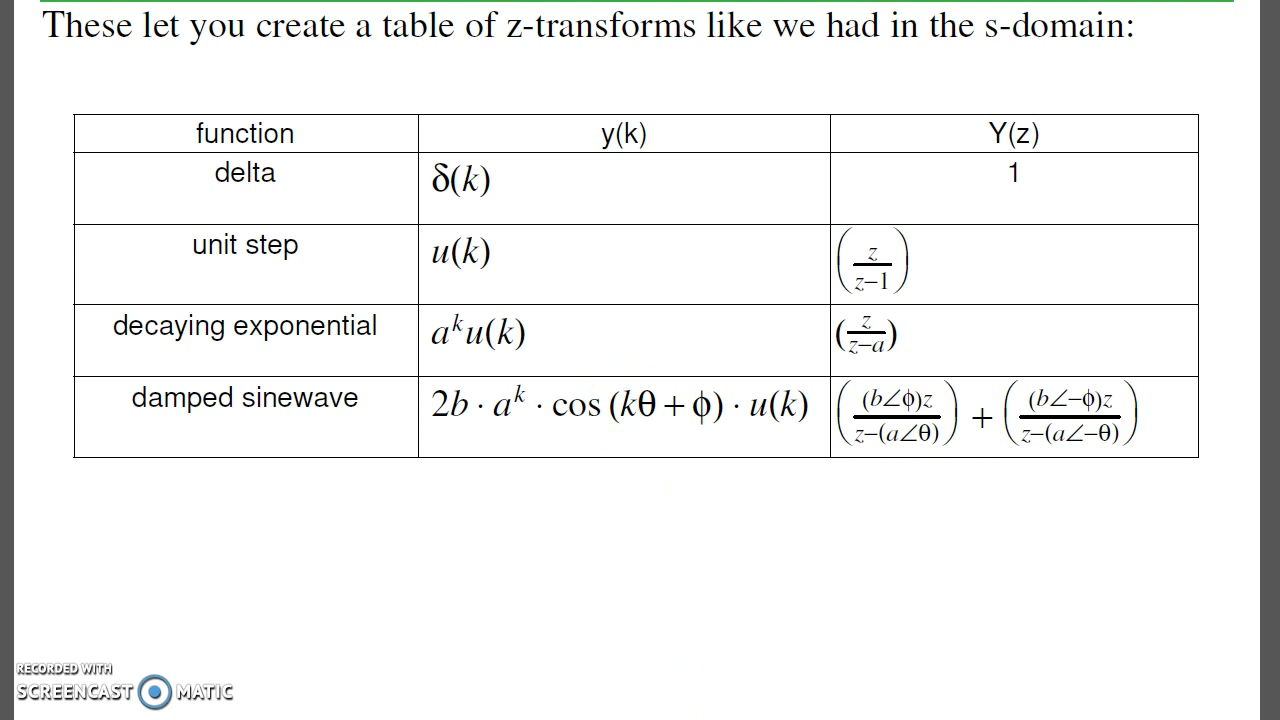 These let you create a table of z-transforms like we had in the s-domain:
function y(k) Y(z)
delta δ(k) 1
unit step u(k) (z/(z−1))
decaying exponential a^k u(k) (z/(z−a))
damped sinewave 2b · a^k · cos (kθ + ϕ) · u(k) ((b∠ϕ)z/(z−(a∠θ))) + ((b∠−ϕ)z/(z−(a∠−θ)))
RECORDED WITH
SCREENCAST MATIC